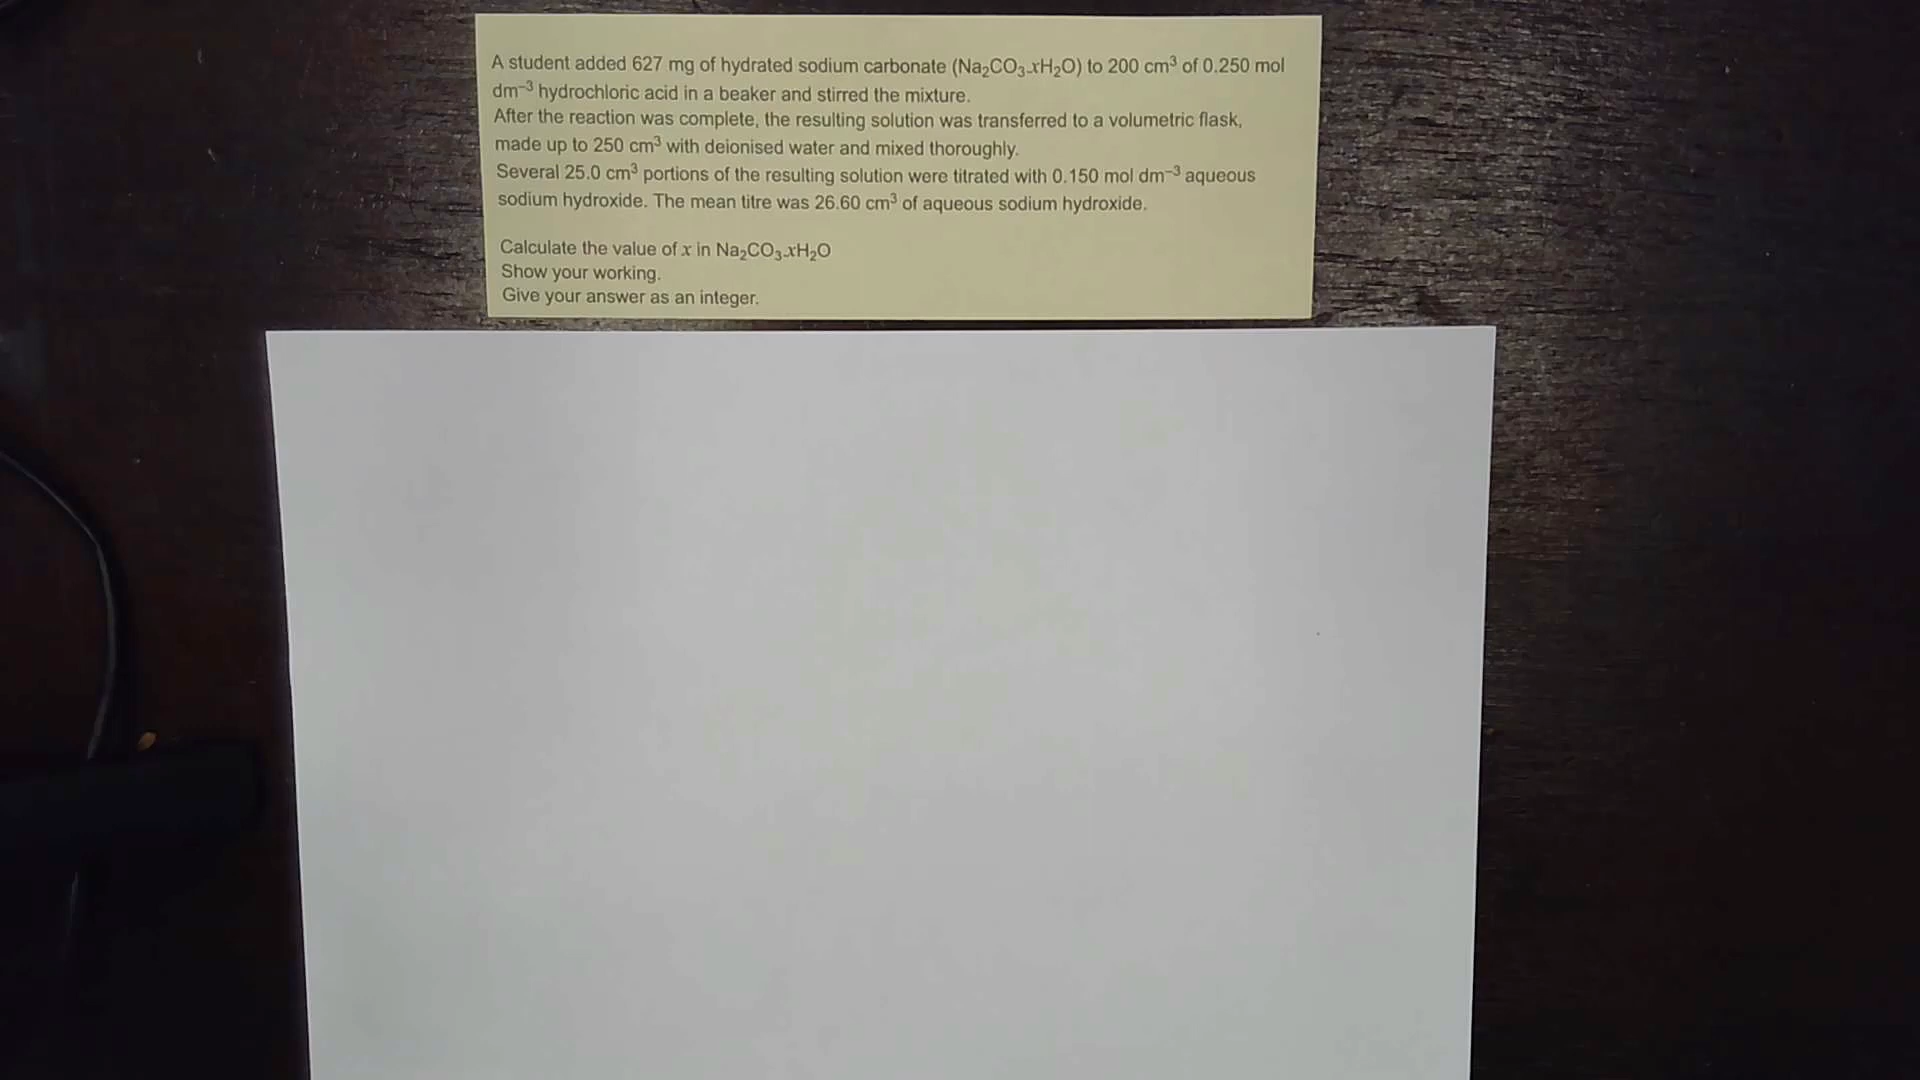 A student added 627 mg of hydrated sodium carbonate (Na₂CO₃.xH₂O) to 200 cm³ of 0.250 mol
dm⁻³ hydrochloric acid in a beaker and stirred the mixture.
After the reaction was complete, the resulting solution was transferred to a volumetric flask,
made up to 250 cm³ with deionised water and mixed thoroughly.
Several 25.0 cm³ portions of the resulting solution were titrated with 0.150 mol dm⁻³ aqueous
sodium hydroxide. The mean titre was 26.60 cm³ of aqueous sodium hydroxide.
Calculate the value of x in Na₂CO₃.xH₂O
Show your working.
Give your answer as an integer.